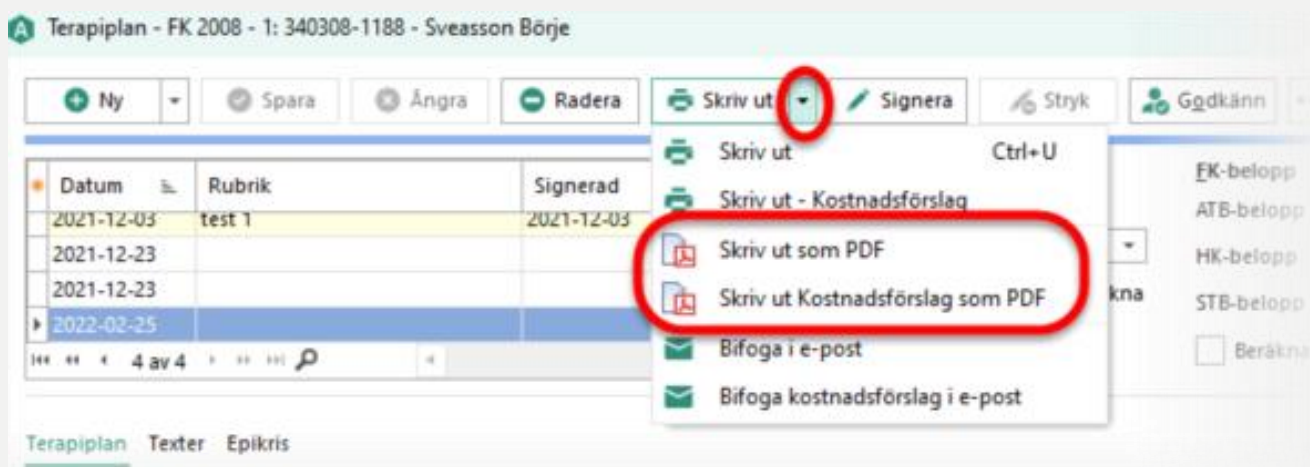 Terapiplan - FK 2008 - 1: 340308-1188 - Sveasson Börje
Ny Spara Ångra Radera Skriv ut Signera Stryk Godkänn
Skriv ut Ctrl+U
Skriv ut - Kostnadsförslag
Skriv ut som PDF
Skriv ut Kostnadsförslag som PDF
Bifoga i e-post
Bifoga kostnadsförslag i e-post
Datum Rubrik Signerad
2021-12-03 test 1 2021-12-03
2021-12-23
2021-12-23
2022-02-25
4 av 4
FK-belopp
ATB-belopp
HK-belopp
kna
STB-belopp
Beräkna
Terapiplan Texter Epikris